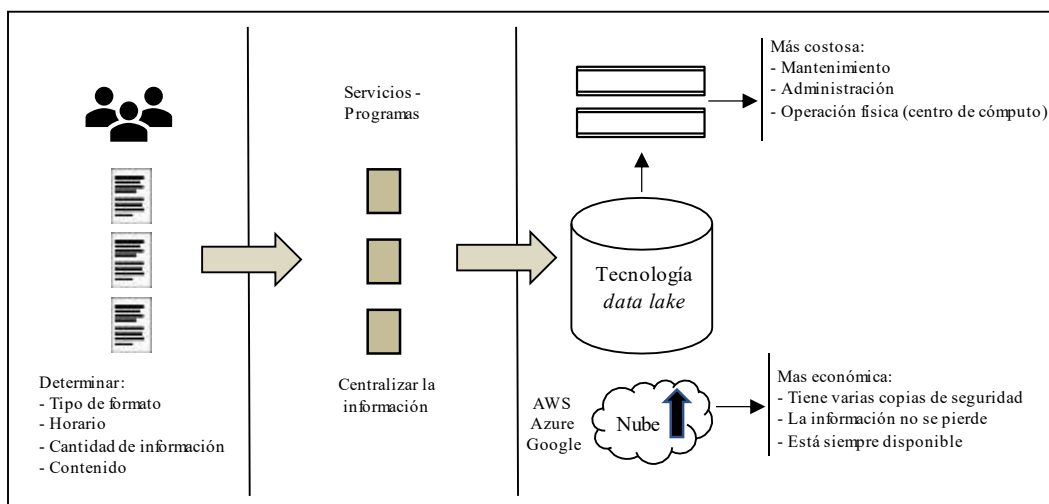 Determinar:
- Tipo de formato
- Horario
- Cantidad de información
- Contenido
Servicios -
Programas
Centralizar la
información
Tecnología
data lake
AWS
Azure
Google
Nube
Más costosa:
- Mantenimiento
- Administración
- Operación física (centro de cómputo)
Mas económica:
- Tiene varias copias de seguridad
- La información no se pierde
- Está siempre disponible